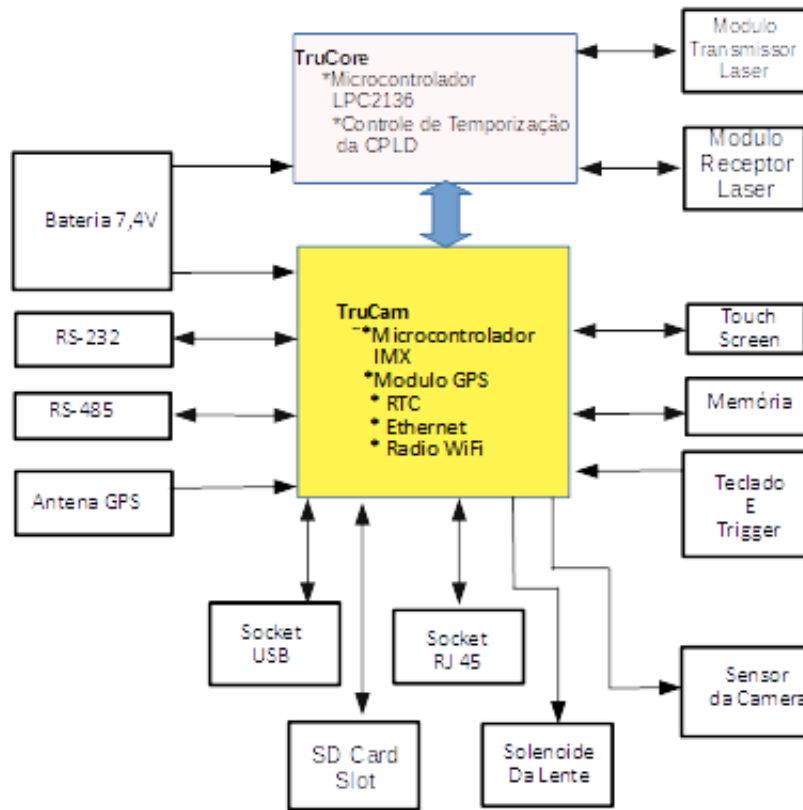 TruCore
*Microcontrolador
LPC2136
*Controle de Temporização
da CPLD
Modulo
Transmissor
Laser
Modulo
Receptor
Laser
Bateria 7,4V
RS-232
RS-485
Antena GPS
TruCam
~*Microcontrolador
IMX
*Modulo GPS
* RTC
* Ethernet
* Radio WiFi
Touch
Screen
Memória
Teclado
E
Trigger
Socket
USB
Socket
RJ 45
SD Card
Slot
Solenoide
Da Lente
Sensor
da Camera